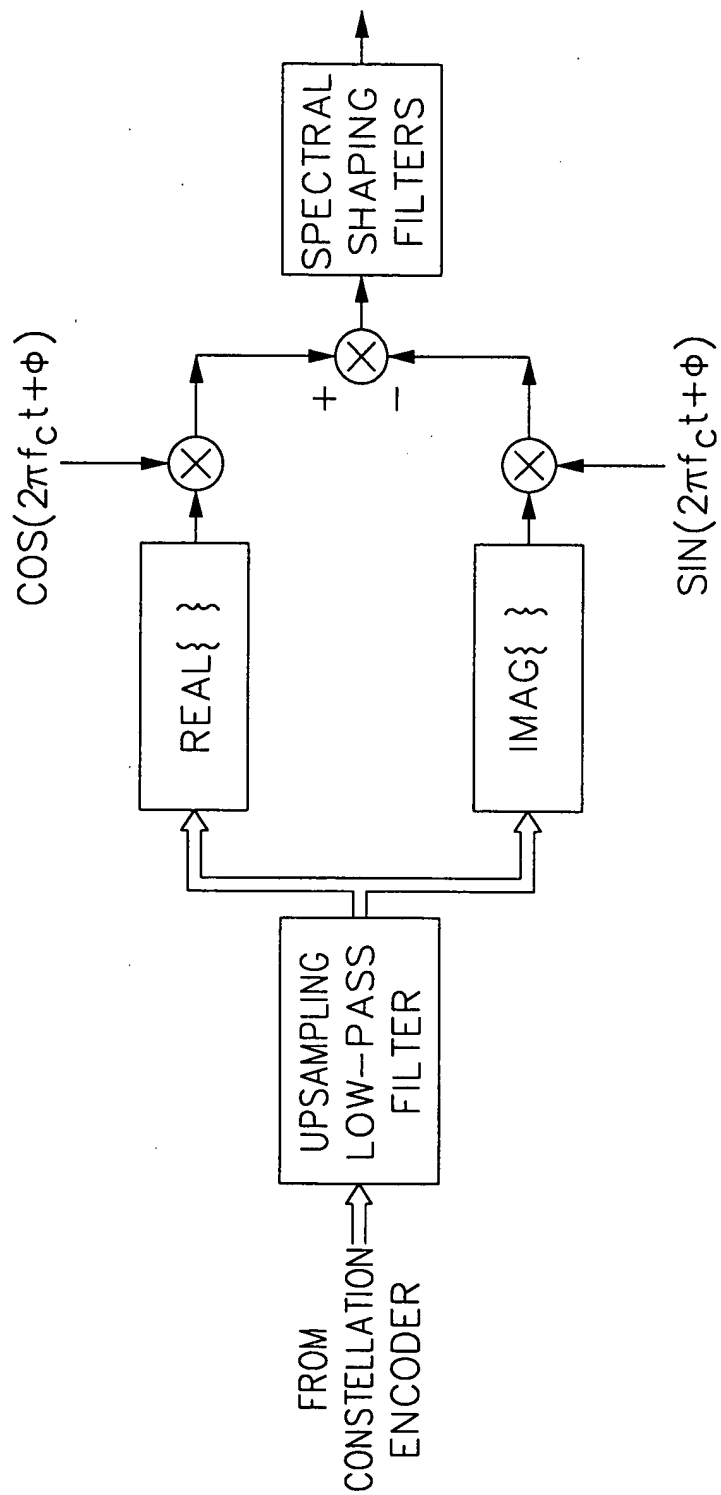 FROM
CONSTELLATION
ENCODER
UPSAMPLING
LOW-PASS
FILTER
REAL{ }
IMAG{ }
COS(2πfct+ϕ)
SIN(2πfct+ϕ)
+
-
SPECTRAL
SHAPING
FILTERS